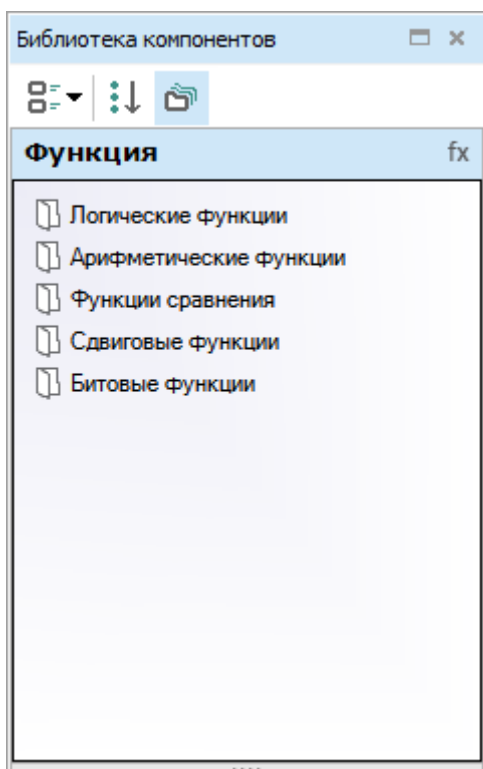 Библиотека компонентов
Функция fx
Логические функции
Арифметические функции
Функции сравнения
Сдвиговые функции
Битовые функции